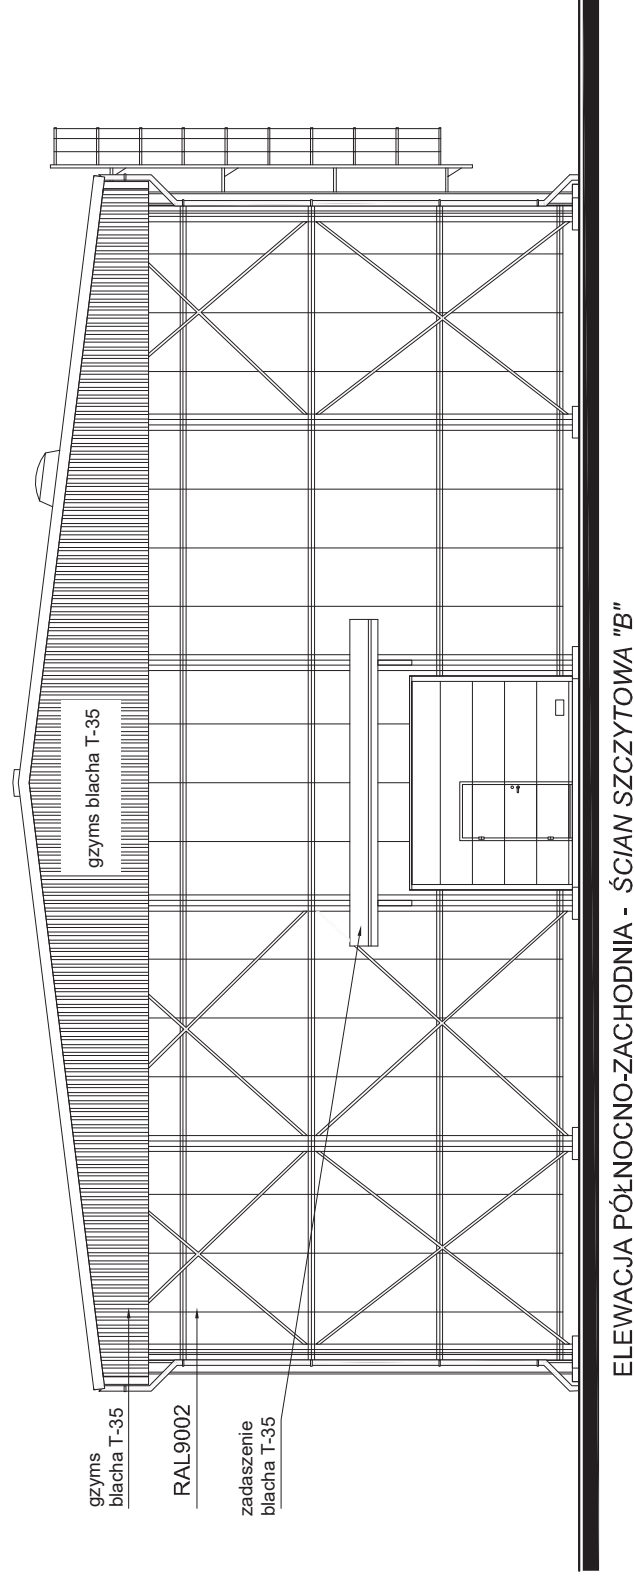 gzyms blacha T-35
gzyms
blacha T-35
RAL9002
zadaszenie
blacha T-35
ELEWACJA PÓŁNOCNO-ZACHODNIA - ŚCIAN SZCZYTOWA "B"